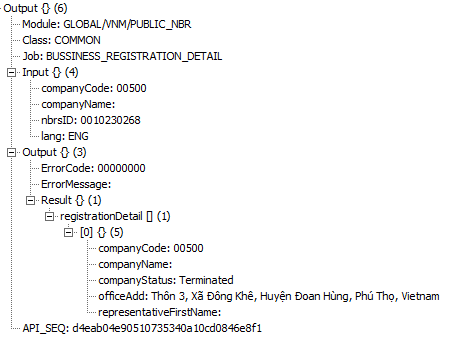 Output {} (6)
Module: GLOBAL/VNM/PUBLIC_NBR
Class: COMMON
Job: BUSSINESS_REGISTRATION_DETAIL
Input {} (4)
companyCode: 00500
companyName:
nbrsID: 0010230268
lang: ENG
Output {} (3)
ErrorCode: 00000000
ErrorMessage:
Result {} (1)
registrationDetail [] (1)
[0] {} (5)
companyCode: 00500
companyName:
companyStatus: Terminated
officeAdd: Thôn 3, Xã Đông Khê, Huyện Đoan Hùng, Phú Thọ, Vietnam
representativeFirstName:
API_SEQ: d4eab04e90510735340a10cd0846e8f1